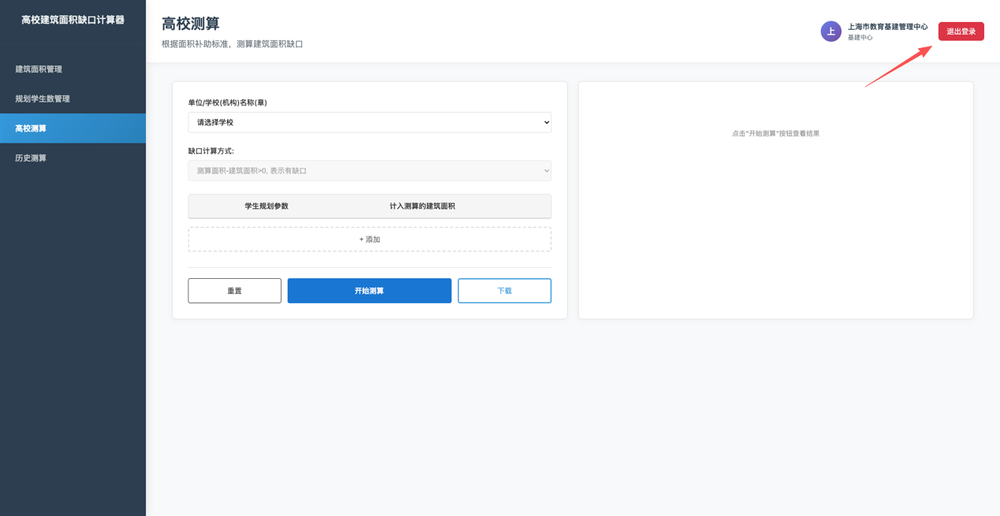 高校建筑面积缺口计算器
建筑面积管理
规划学生数管理
高校测算
历史测算
高校测算
根据面积补助标准，测算建筑面积缺口
上
上海市教育基建管理中心
基建中心
退出登录
单位/学校(机构)名称(章)
请选择学校
缺口计算方式:
测算面积-建筑面积>0, 表示有缺口
学生规划参数 计入测算的建筑面积
+ 添加
重置 开始测算 下载
点击"开始测算"按钮查看结果